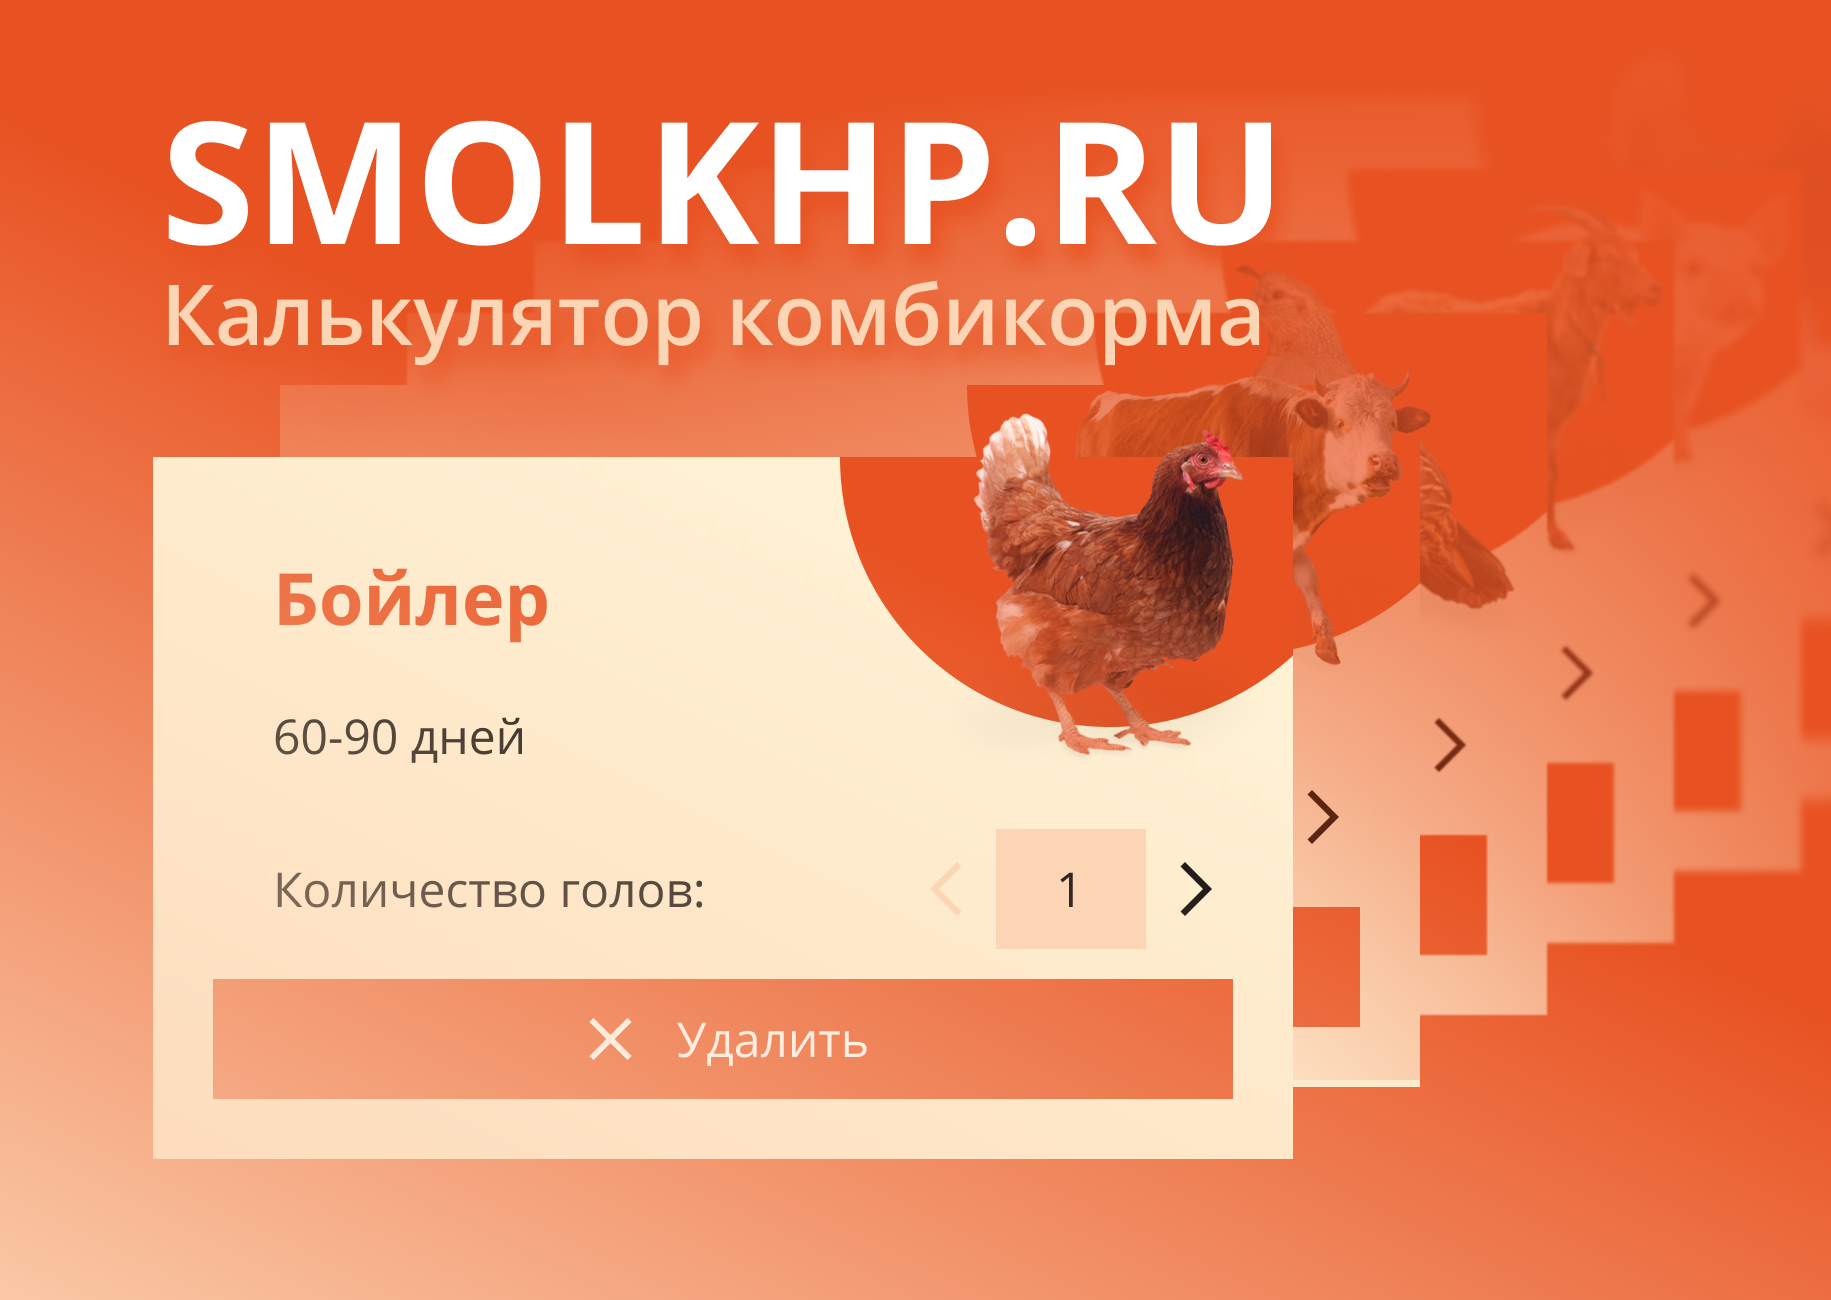 SMOLKHP.RU
Калькулятор комбикорма
Бойлер
60-90 дней
Количество голов:
1
Удалить